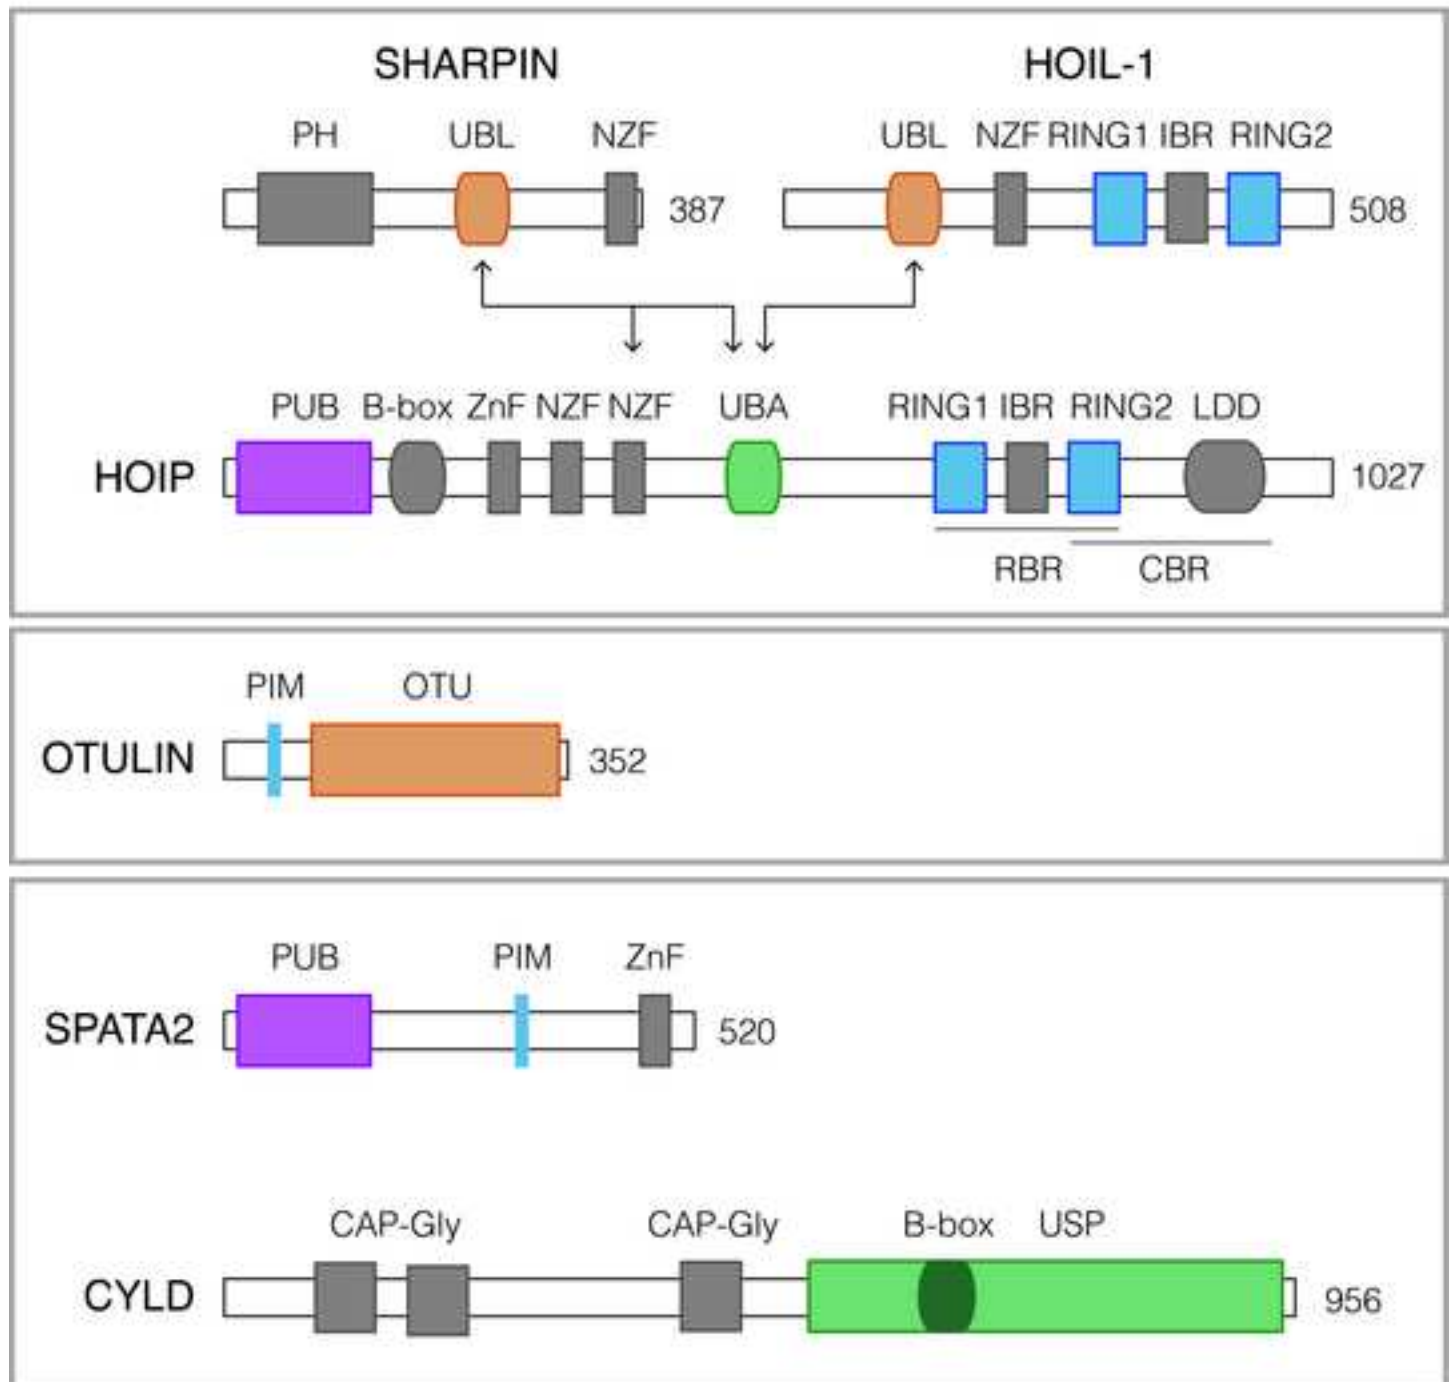 SHARPIN HOIL-1
PH UBL NZF UBL NZF RING1 IBR RING2
387 508
PUB B-box ZnF NZF NZF UBA RING1 IBR RING2 LDD
HOIP 1027
RBR CBR
PIM OTU
OTULIN 352
PUB PIM ZnF
SPATA2 520
CAP-Gly CAP-Gly B-box USP
CYLD 956